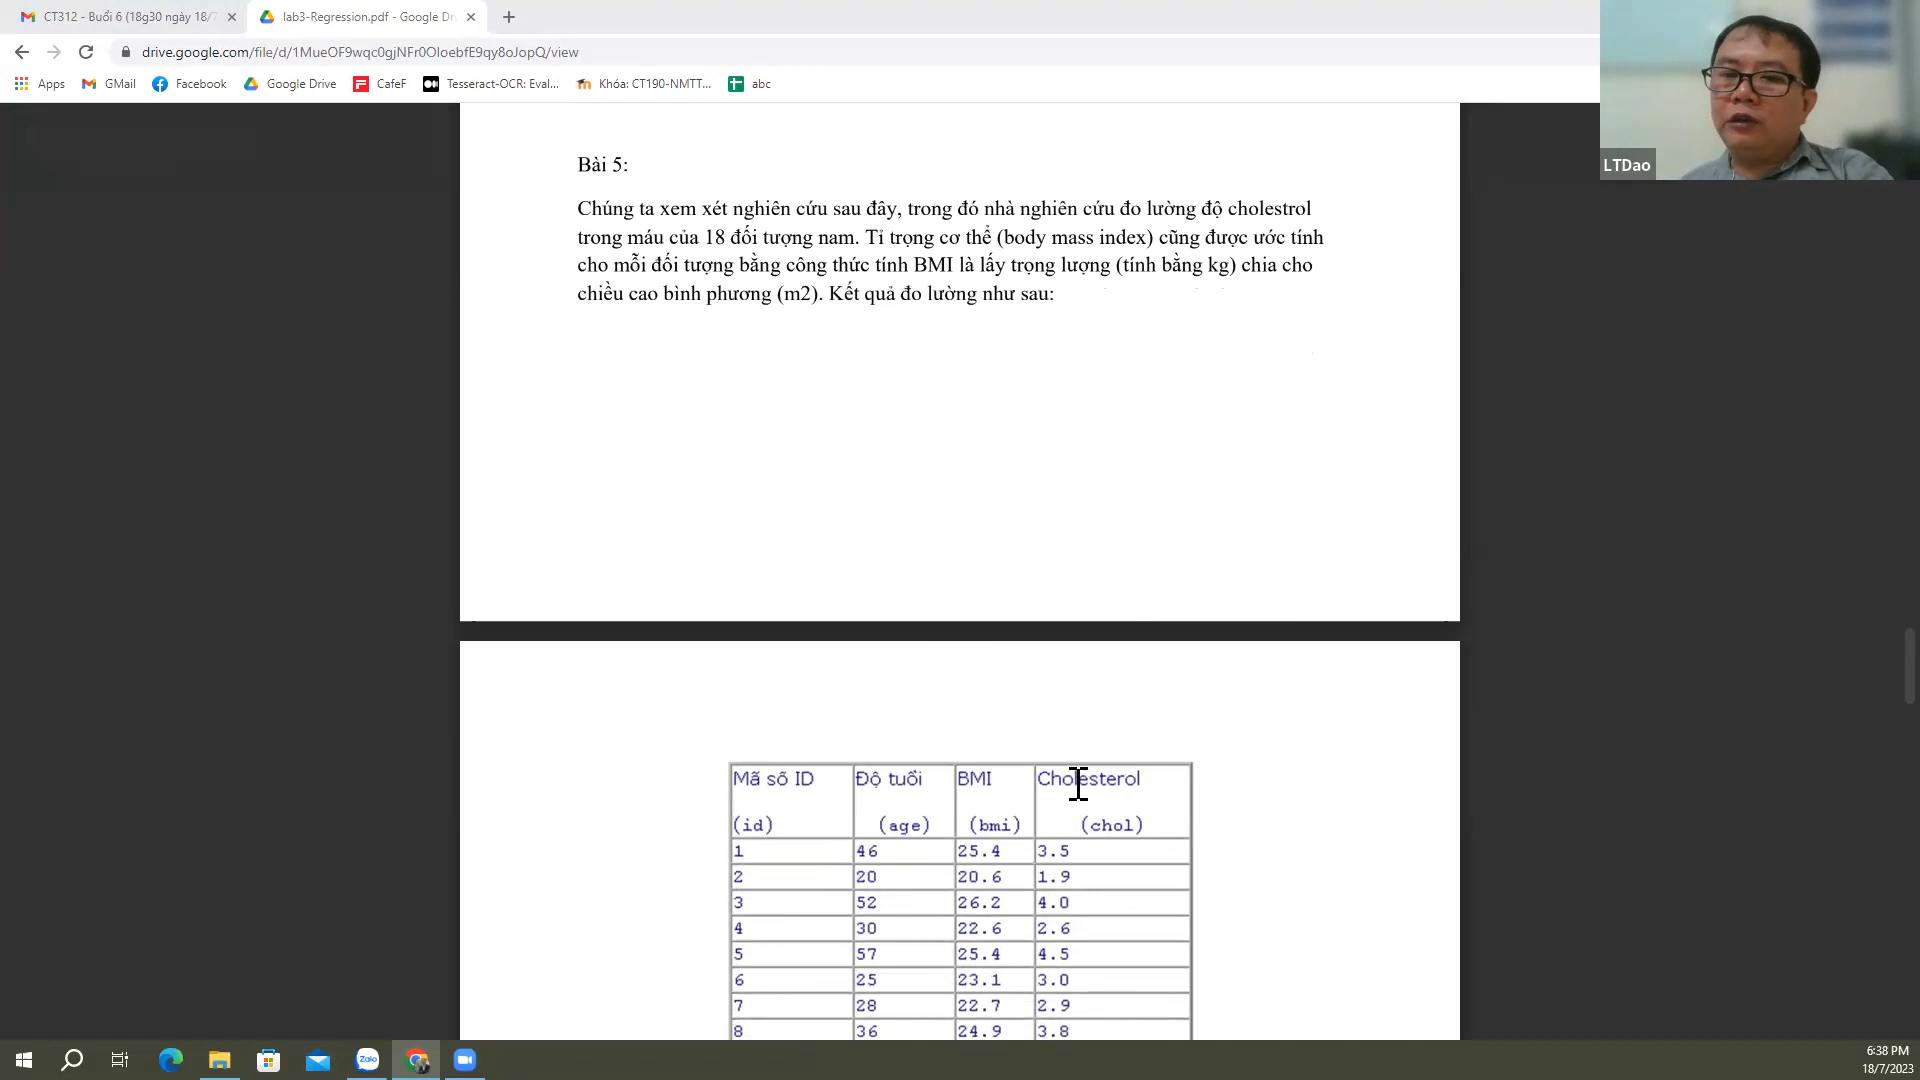 CT312 - Buổi 6 (18g30 ngày 18/7
lab3-Regression.pdf - Google Dr
drive.google.com/file/d/1MueOF9wqc0gjNFr0OloebfE9qy8oJopQ/view
Apps GMail Facebook Google Drive CafeF Tesseract-OCR: Eval... Khóa: CT190-NMTT... abc
LTDao
Bài 5:
Chúng ta xem xét nghiên cứu sau đây, trong đó nhà nghiên cứu đo lường độ cholestrol
trong máu của 18 đối tượng nam. Tỉ trọng cơ thể (body mass index) cũng được ước tính
cho mỗi đối tượng bằng công thức tính BMI là lấy trọng lượng (tính bằng kg) chia cho
chiều cao bình phương (m2). Kết quả đo lường như sau:
Mã số ID Độ tuổi BMI Cholesterol
(id) (age) (bmi) (chol)
1 46 25.4 3.5
2 20 20.6 1.9
3 52 26.2 4.0
4 30 22.6 2.6
5 57 25.4 4.5
6 25 23.1 3.0
7 28 22.7 2.9
8 36 24.9 3.8
Zalo
6:38 PM
18/7/2023